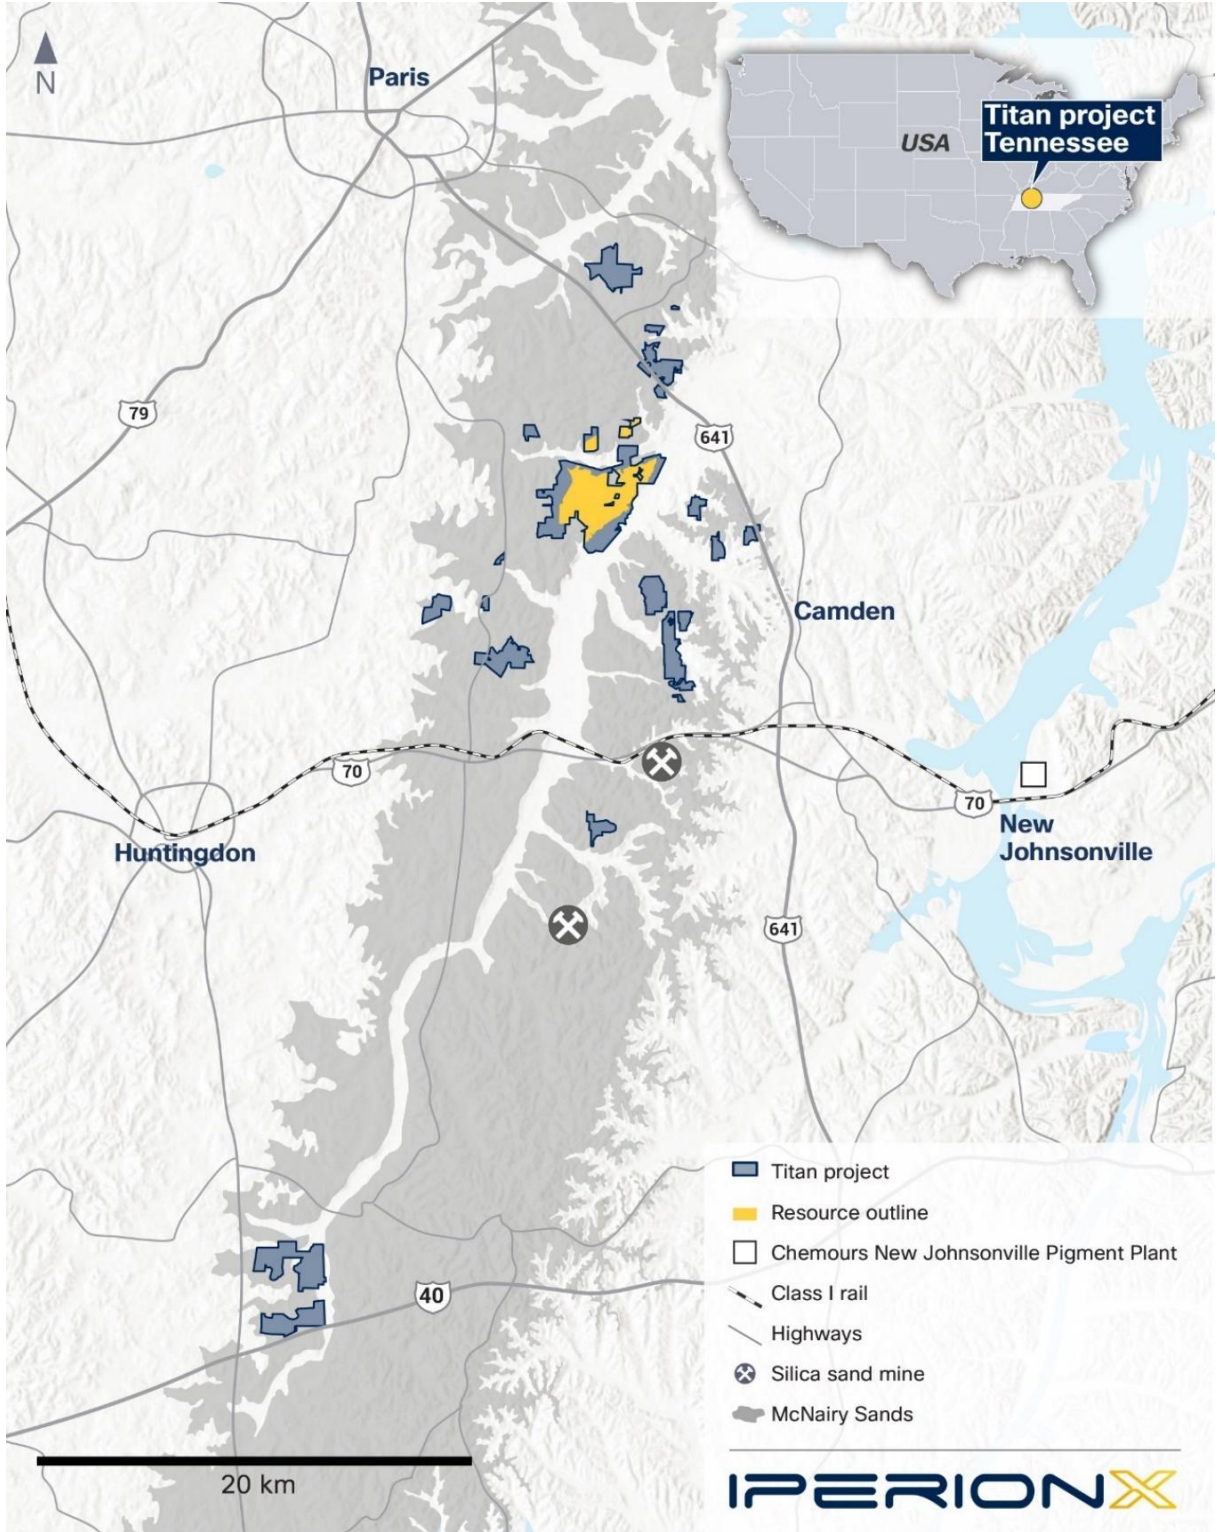 N
Paris
USA
Titan project
Tennessee
79
641
Camden
70
70
New
Johnsonville
Huntingdon
641
40
Titan project
Resource outline
Chemours New Johnsonville Pigment Plant
Class I rail
Highways
Silica sand mine
McNairy Sands
20 km
IPERIONX